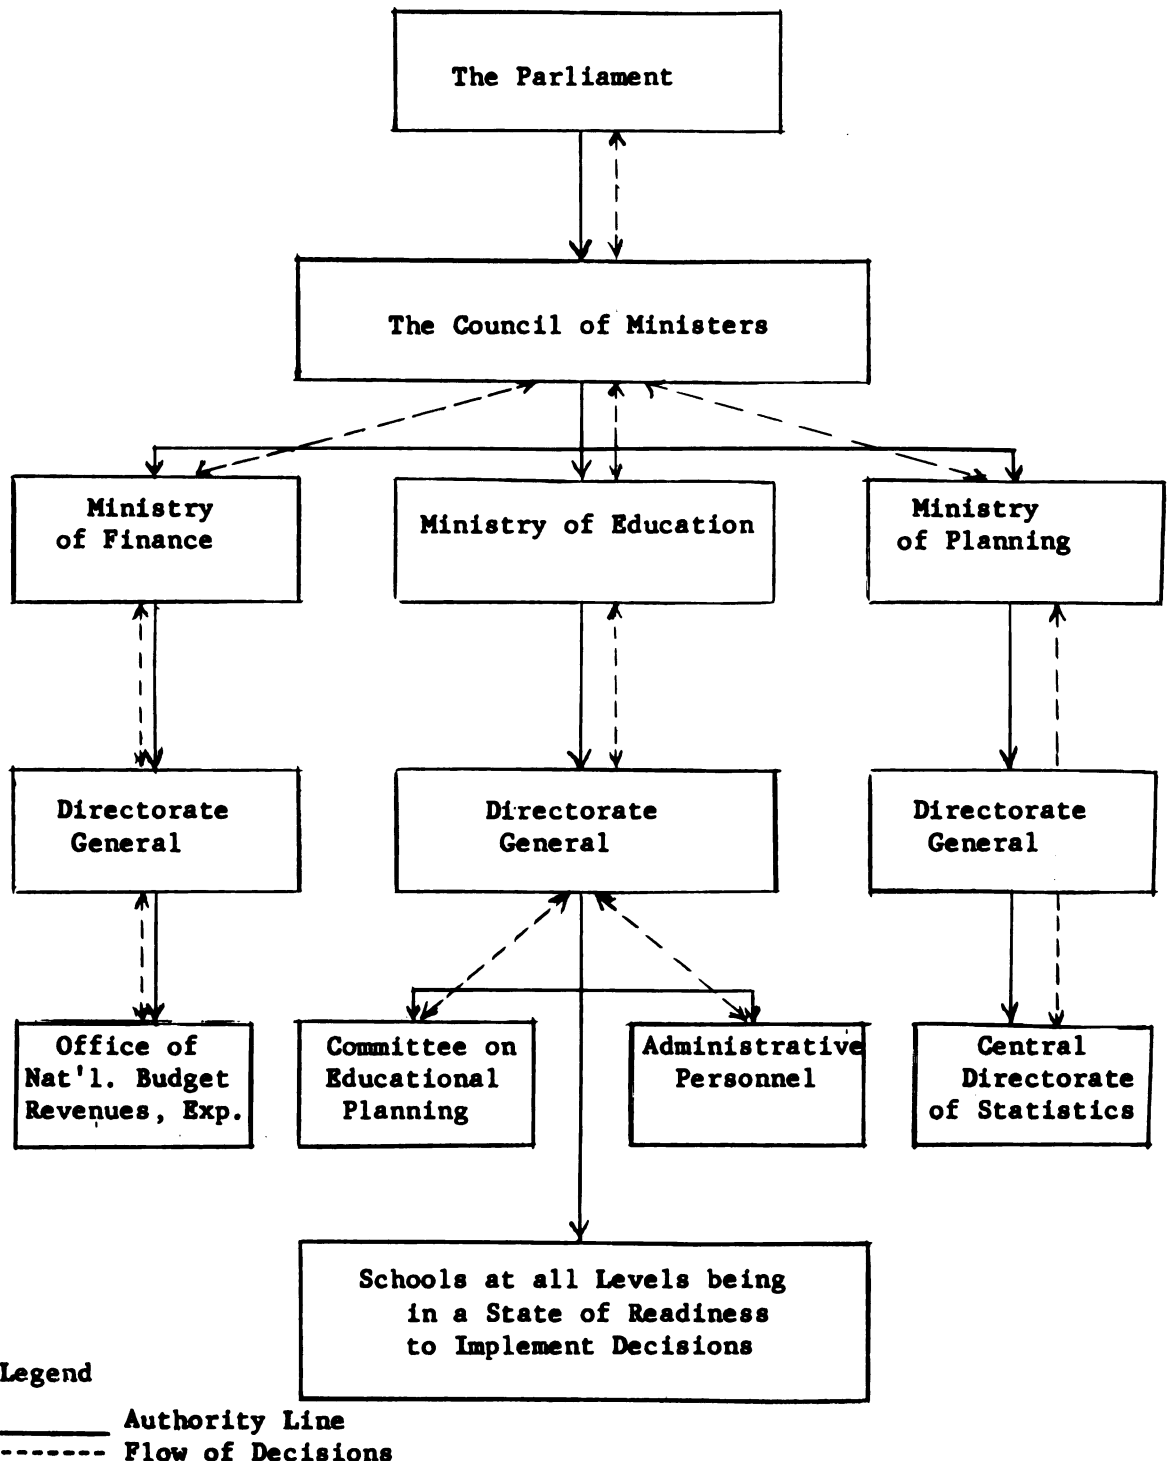 The Parliament
The Council of Ministers
Ministry
of Finance
Ministry of Education
Ministry
of Planning
Directorate
General
Directorate
General
Directorate
General
Office of
Nat'l. Budget
Revenues, Exp.
Committee on
Educational
Planning
Administrative
Personnel
Central
Directorate
of Statistics
Schools at all Levels being
in a State of Readiness
to Implement Decisions
Legend
Authority Line
Flow of Decisions